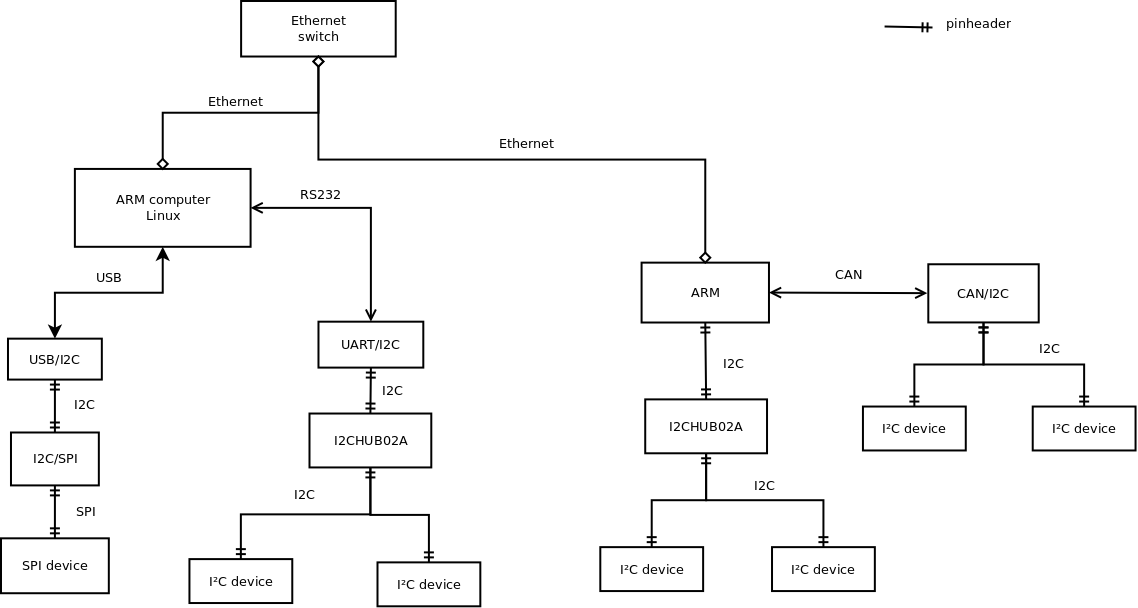 Ethernet
switch
pinheader
Ethernet
Ethernet
ARM computer
Linux
RS232
USB
CAN
ARM
CAN/I2C
UART/I2C
USB/I2C
I2C
I2C
I2C
I2C
I2CHUB02A
I2CHUB02A
I²C device
I²C device
I2C/SPI
I2C
I2C
SPI
SPI device
I²C device
I²C device
I²C device
I²C device